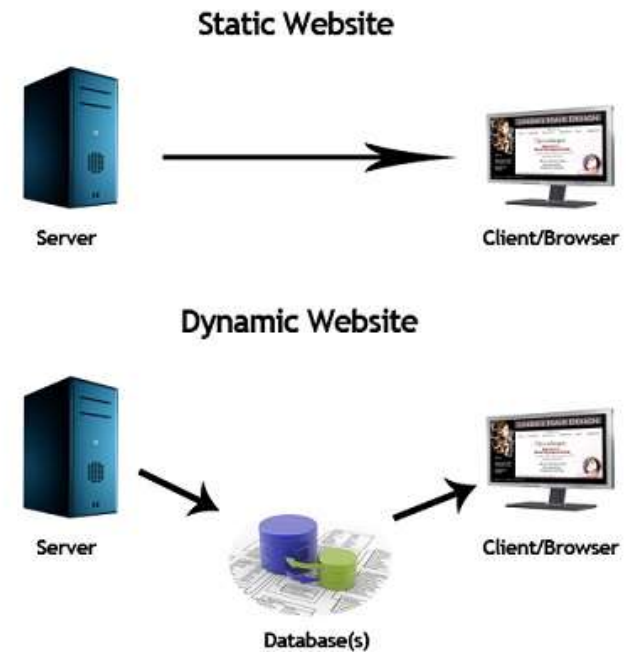 Static Website
Server
Client/Browser
Dynamic Website
Server
Client/Browser
Database(s)